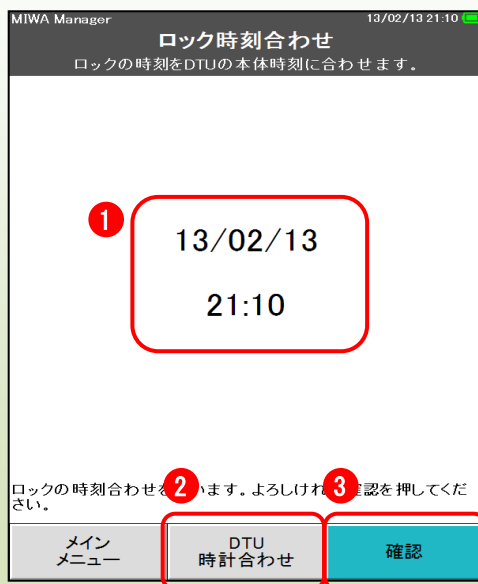 MIWA Manager 13/02/13 21:10
ロック時刻合わせ
ロックの時刻をDTUの本体時刻に合わせます。
1
13/02/13
21:10
ロックの時刻合わせ 2 います。よろしけれ 3 確認を押してくだ
さい。
メイン
メニュー
DTU
時計合わせ
確認